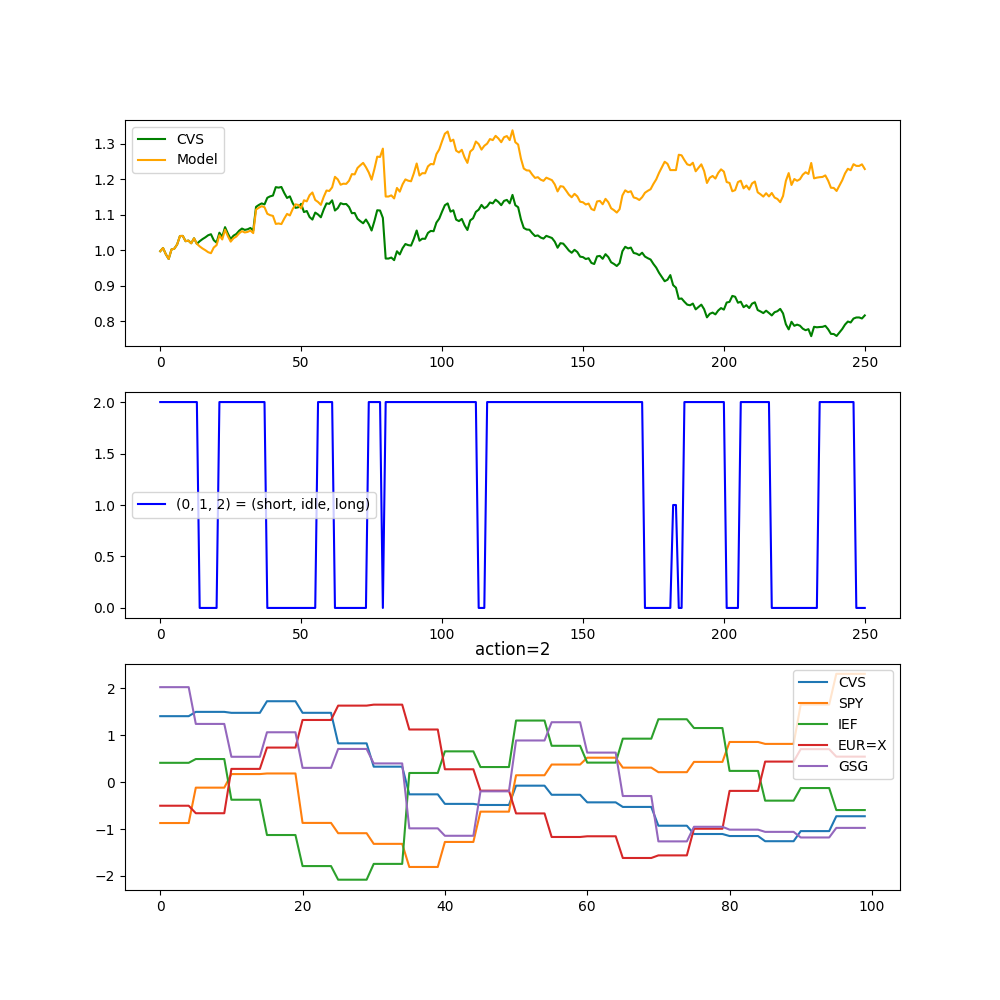 CVS
Model
1.3
1.2
1.1
1.0
0.9
0.8
0 50 100 150 200 250
2.0
1.5
1.0
0.5
0.0
(0, 1, 2) = (short, idle, long)
0 50 100 150 200 250
action=2
CVS
SPY
IEF
EUR=X
GSG
2
1
0
−1
−2
0 20 40 60 80 100